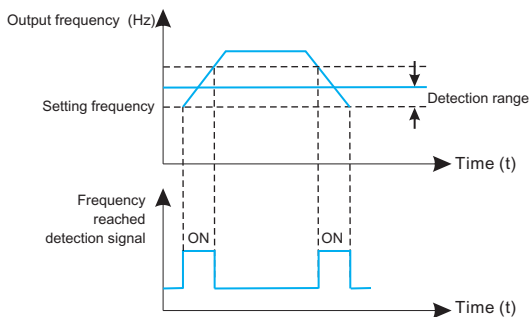 Output frequency (Hz)
Setting frequency
Detection range
Time (t)
Frequency
reached
detection signal
ON
ON
Time (t)